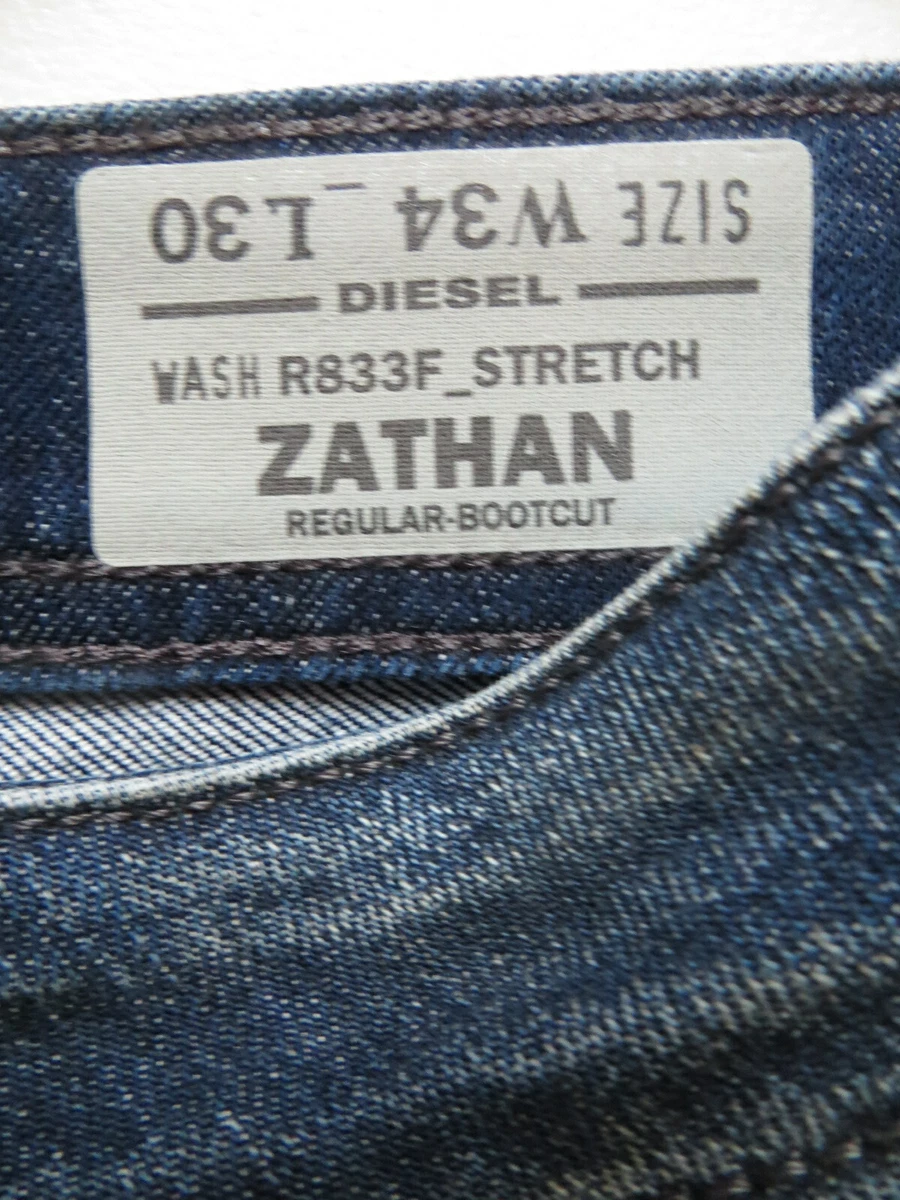 SIZE W34_L30
DIESEL
WASH R833F_STRETCH
ZATHAN
REGULAR-BOOTCUT